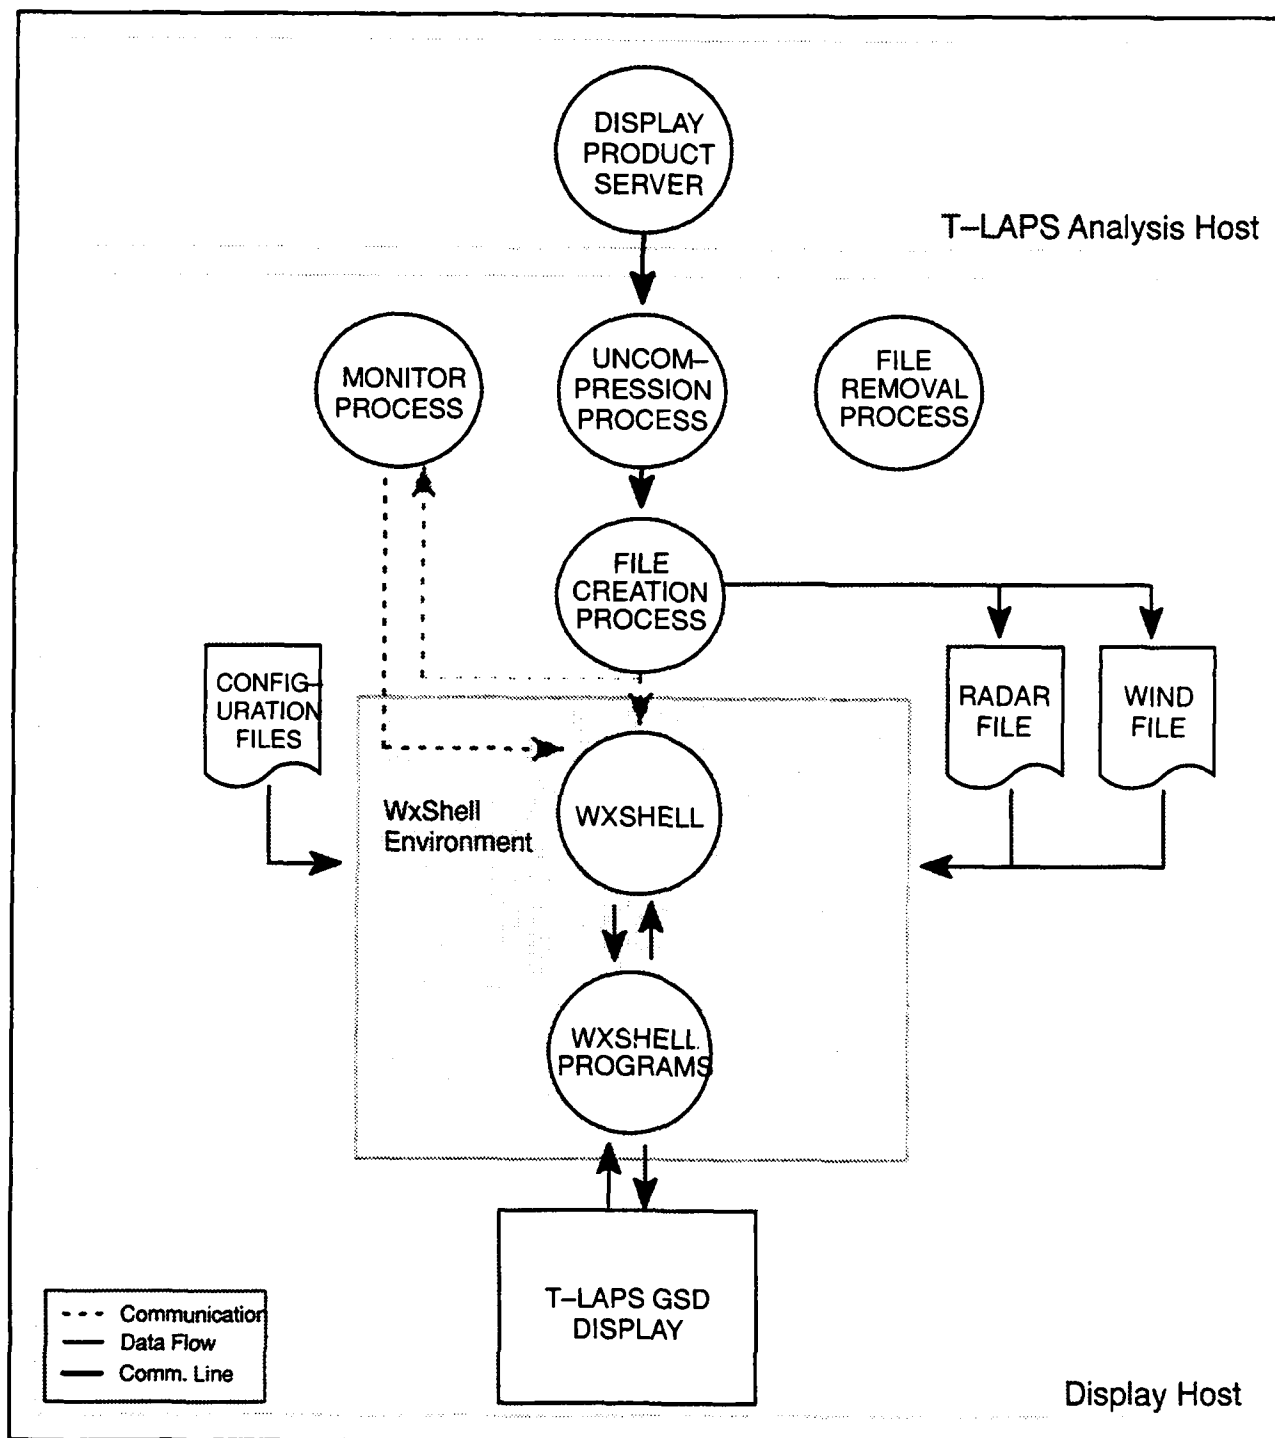 DISPLAY
PRODUCT
SERVER
T–LAPS Analysis Host
MONITOR
PROCESS
UNCOM–
PRESSION
PROCESS
FILE
REMOVAL
PROCESS
FILE
CREATION
PROCESS
CONFIG–
URATION
FILES
RADAR
FILE
WIND
FILE
WxShell
Environment
WXSHELL
WXSHELL
PROGRAMS
T–LAPS GSD
DISPLAY
Communication
Data Flow
Comm. Line
Display Host